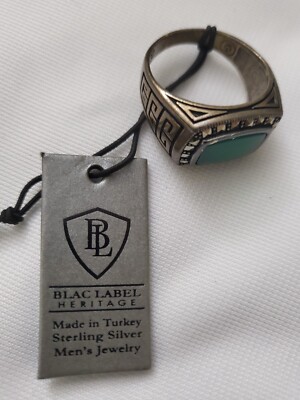 BL
BLAC LABEL
HERITAGE
Made in Turkey
Sterling Silver
Men's Jewelry